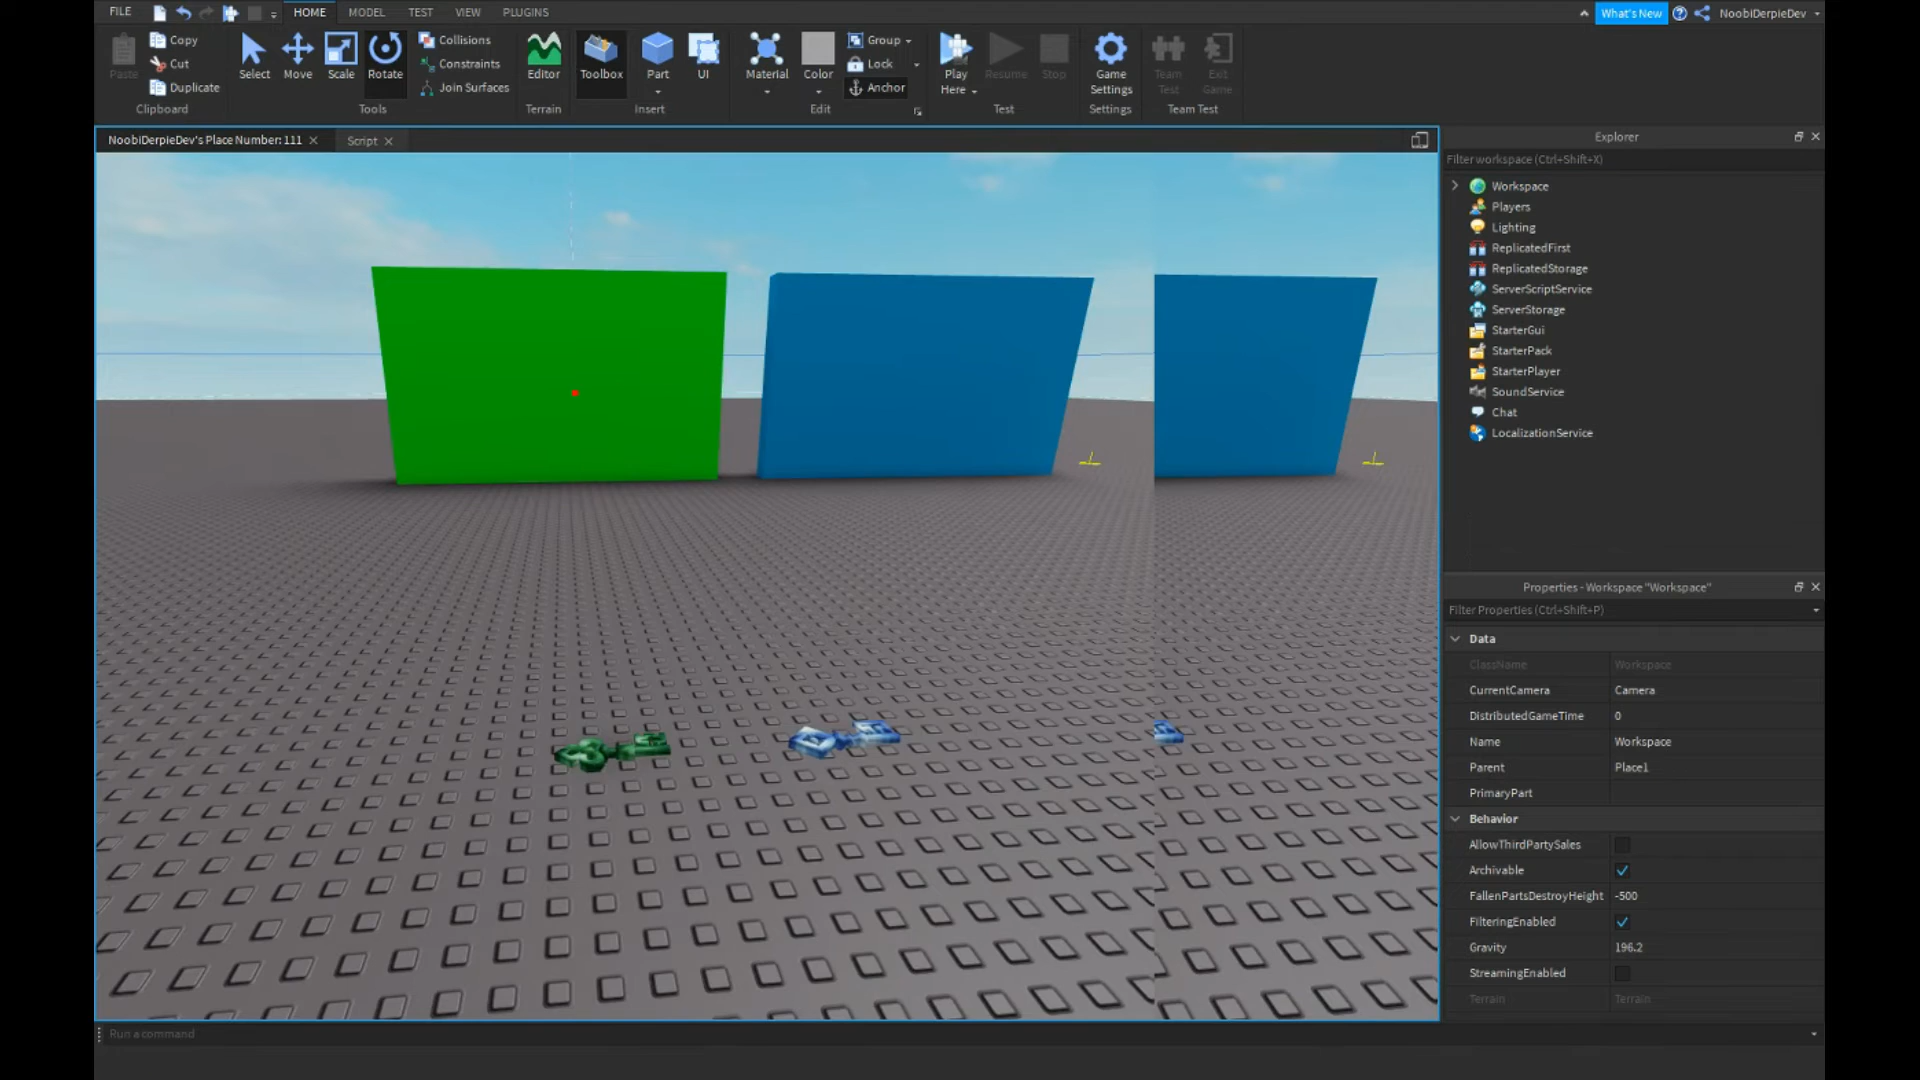 FILE HOME MODEL TEST VIEW PLUGINS What's New NoobiDerpieDev
Paste Copy Cut Duplicate Clipboard
Select Move Scale Rotate Collisions Constraints Join Surfaces Tools
Editor Terrain
Toolbox Part UI Insert
Material Color Group Lock Anchor Edit
Play Here Resume Stop Test
Game Settings Settings
Team Test Exit Game Team Test
NoobiDerpieDev's Place Number: 111 Script
Explorer
Filter workspace (Ctrl+Shift+X)
Workspace
Players
Lighting
ReplicatedFirst
ReplicatedStorage
ServerScriptService
ServerStorage
StarterGui
StarterPack
StarterPlayer
SoundService
Chat
LocalizationService
Properties - Workspace "Workspace"
Filter Properties (Ctrl+Shift+P)
Data
ClassName Workspace
CurrentCamera Camera
DistributedGameTime 0
Name Workspace
Parent Place1
PrimaryPart
Behavior
AllowThirdPartySales
Archivable
FallenPartsDestroyHeight -500
FilteringEnabled
Gravity 196.2
StreamingEnabled
Terrain Terrain
Run a command